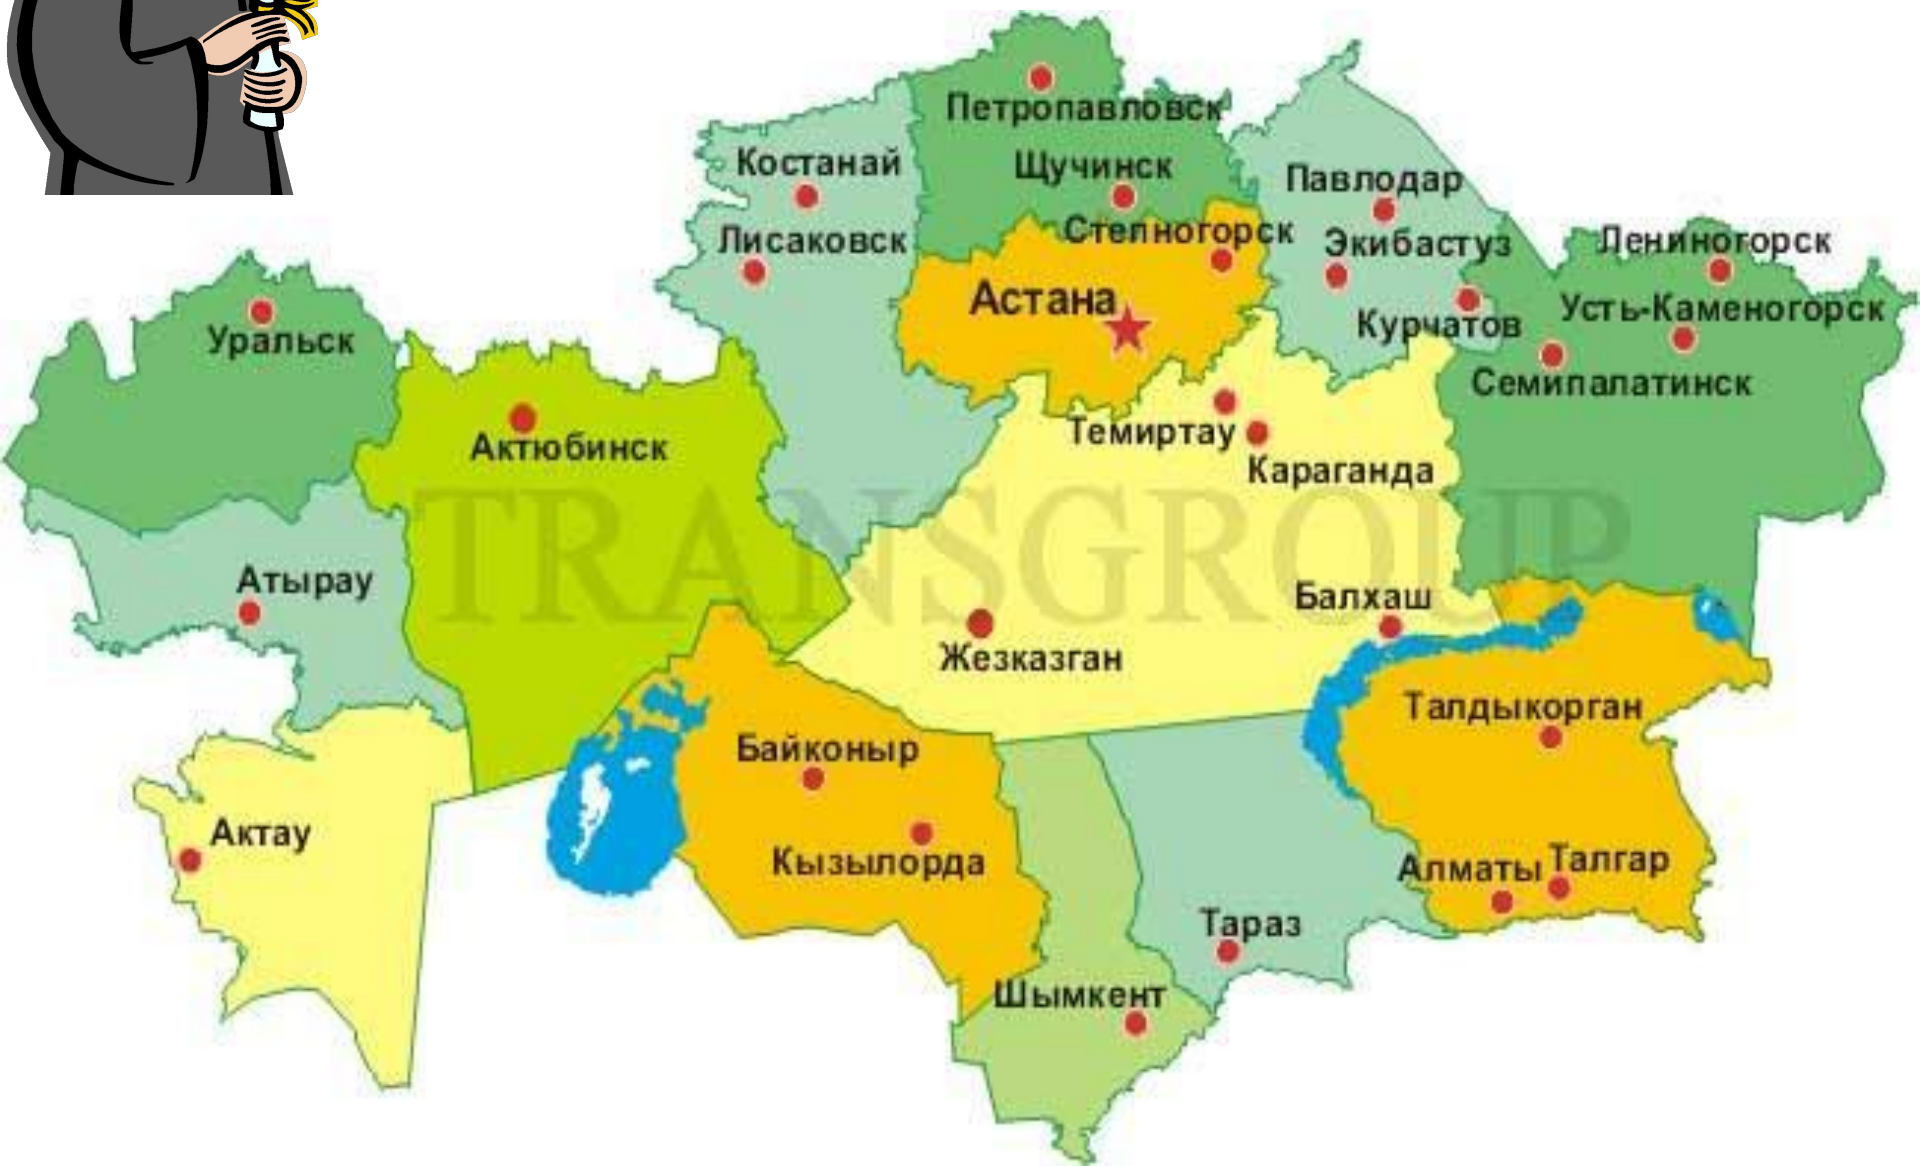 Петропавловск
Костанай
Щучинск
Павлодар
Лисаковск
Степногорск
Экибастуз
Лениногорск
Астана
Усть-Каменогорск
Уральск
Курчатов
Семипалатинск
Актюбинск
Темиртау
Караганда
TRANSGROUP
Атырау
Балхаш
Жезказган
Талдыкорган
Байконыр
Актау
Кызылорда
Алматы
Талгар
Тараз
Шымкент